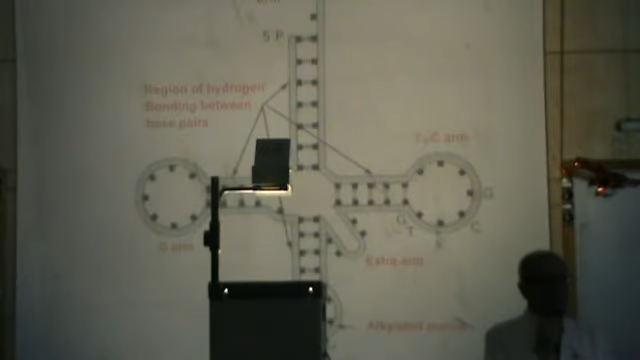 5' P
Region of hydrogen
Bonding between
base pairs
TΨC arm
G
C
G
T
D arm
Extra arm
Alkylated purine